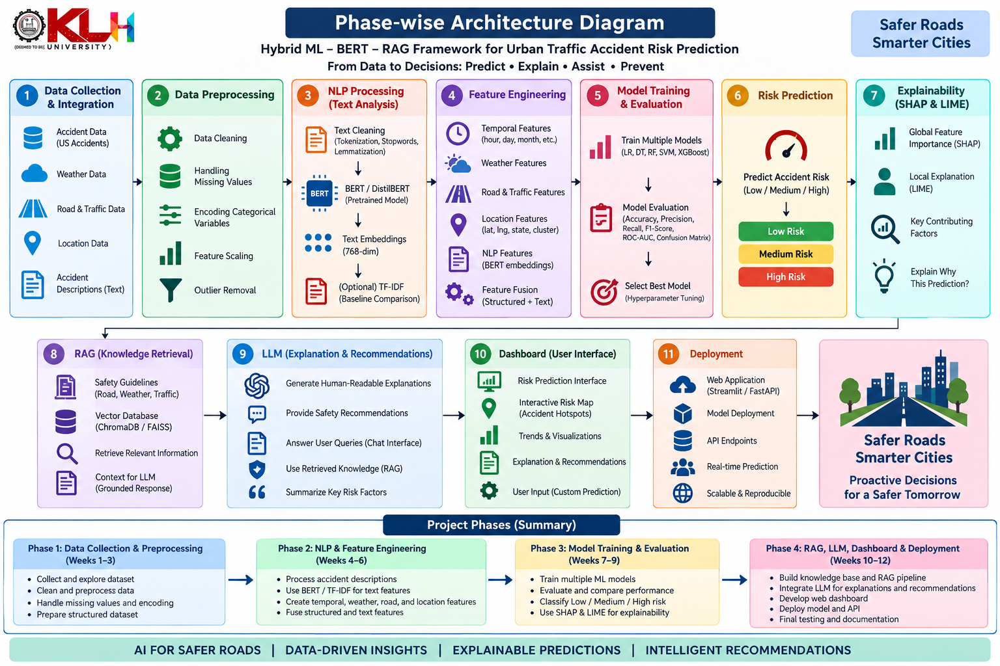 KLH
(DEEMED TO BE) UNIVERSITY)
Phase-wise Architecture Diagram
Hybrid ML – BERT – RAG Framework for Urban Traffic Accident Risk Prediction
From Data to Decisions: Predict • Explain • Assist • Prevent
Safer Roads
Smarter Cities
1
Data Collection
& Integration
Accident Data
(US Accidents)
Weather Data
Road & Traffic Data
Location Data
Accident
Descriptions (Text)
2
Data Preprocessing
Data Cleaning
Handling
Missing Values
Encoding Categorical
Variables
Feature Scaling
Outlier Removal
3
NLP Processing
(Text Analysis)
Text Cleaning
(Tokenization, Stopwords,
Lemmatization)
BERT
BERT / DistilBERT
(Pretrained Model)
Text Embeddings
(768-dim)
(Optional) TF-IDF
(Baseline Comparison)
4
Feature Engineering
Temporal Features
(hour, day, month, etc.)
Weather Features
Road & Traffic Features
Location Features
(lat, lng, state, cluster)
NLP Features
(BERT embeddings)
Feature Fusion
(Structured + Text)
5
Model Training
& Evaluation
Train Multiple Models
(LR, DT, RF, SVM, XGBoost)
Model Evaluation
(Accuracy, Precision,
Recall, F1-Score,
ROC-AUC, Confusion Matrix)
Select Best Model
(Hyperparameter Tuning)
6
Risk Prediction
Predict Accident Risk
(Low / Medium / High)
Low Risk
Medium Risk
High Risk
7
Explainability
(SHAP & LIME)
Global Feature
Importance (SHAP)
Local Explanation
(LIME)
Key Contributing
Factors
Explain Why
This Prediction?
8
RAG (Knowledge Retrieval)
Safety Guidelines
(Road, Weather, Traffic)
Vector Database
(ChromaDB / FAISS)
Retrieve Relevant Information
Context for LLM
(Grounded Response)
9
LLM (Explanation & Recommendations)
Generate Human-Readable Explanations
Provide Safety Recommendations
Answer User Queries (Chat Interface)
Use Retrieved Knowledge (RAG)
Summarize Key Risk Factors
10
Dashboard (User Interface)
Risk Prediction Interface
Interactive Risk Map
(Accident Hotspots)
Trends & Visualizations
Explanation & Recommendations
User Input (Custom Prediction)
11
Deployment
Web Application
(Streamlit / FastAPI)
Model Deployment
API Endpoints
Real-time Prediction
Scalable & Reproducible
Safer Roads
Smarter Cities
Proactive Decisions
for a Safer Tomorrow
Project Phases (Summary)
Phase 1: Data Collection & Preprocessing
(Weeks 1–3)
• Collect and explore dataset
• Clean and preprocess data
• Handle missing values and encoding
• Prepare structured dataset
Phase 2: NLP & Feature Engineering
(Weeks 4–6)
• Process accident descriptions
• Use BERT / TF-IDF for text features
• Create temporal, weather, road, and location features
• Fuse structured and text features
Phase 3: Model Training & Evaluation
(Weeks 7–9)
• Train multiple ML models
• Evaluate and compare performance
• Classify Low / Medium / High risk
• Use SHAP & LIME for explainability
Phase 4: RAG, LLM, Dashboard & Deployment
(Weeks 10–12)
• Build knowledge base and RAG pipeline
• Integrate LLM for explanations and recommendations
• Develop web dashboard
• Deploy model and API
• Final testing and documentation
AI FOR SAFER ROADS | DATA-DRIVEN INSIGHTS | EXPLAINABLE PREDICTIONS | INTELLIGENT RECOMMENDATIONS